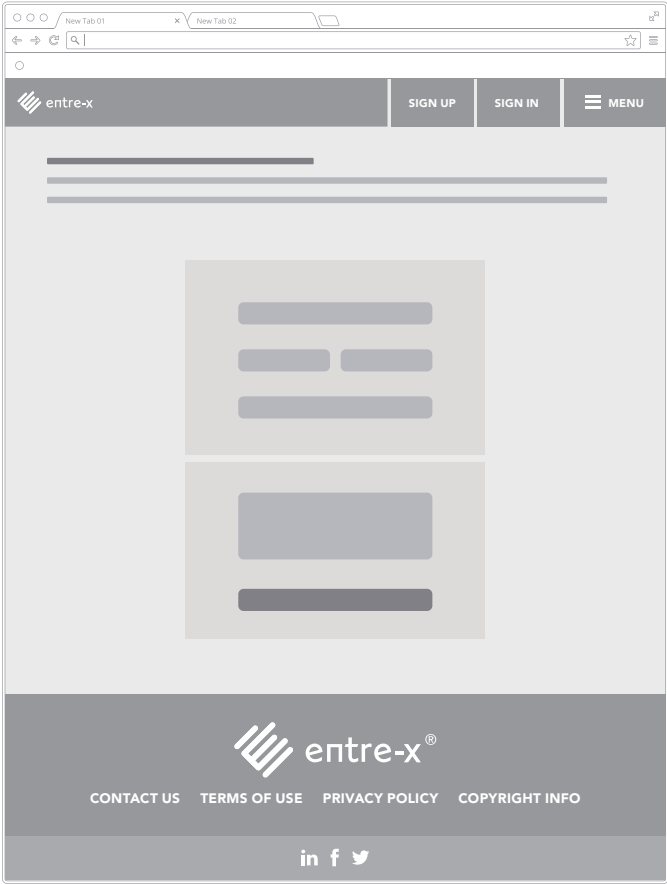 New Tab 01 New Tab 02
entre-x SIGN UP SIGN IN MENU
entre-x®
CONTACT US TERMS OF USE PRIVACY POLICY COPYRIGHT INFO
in f